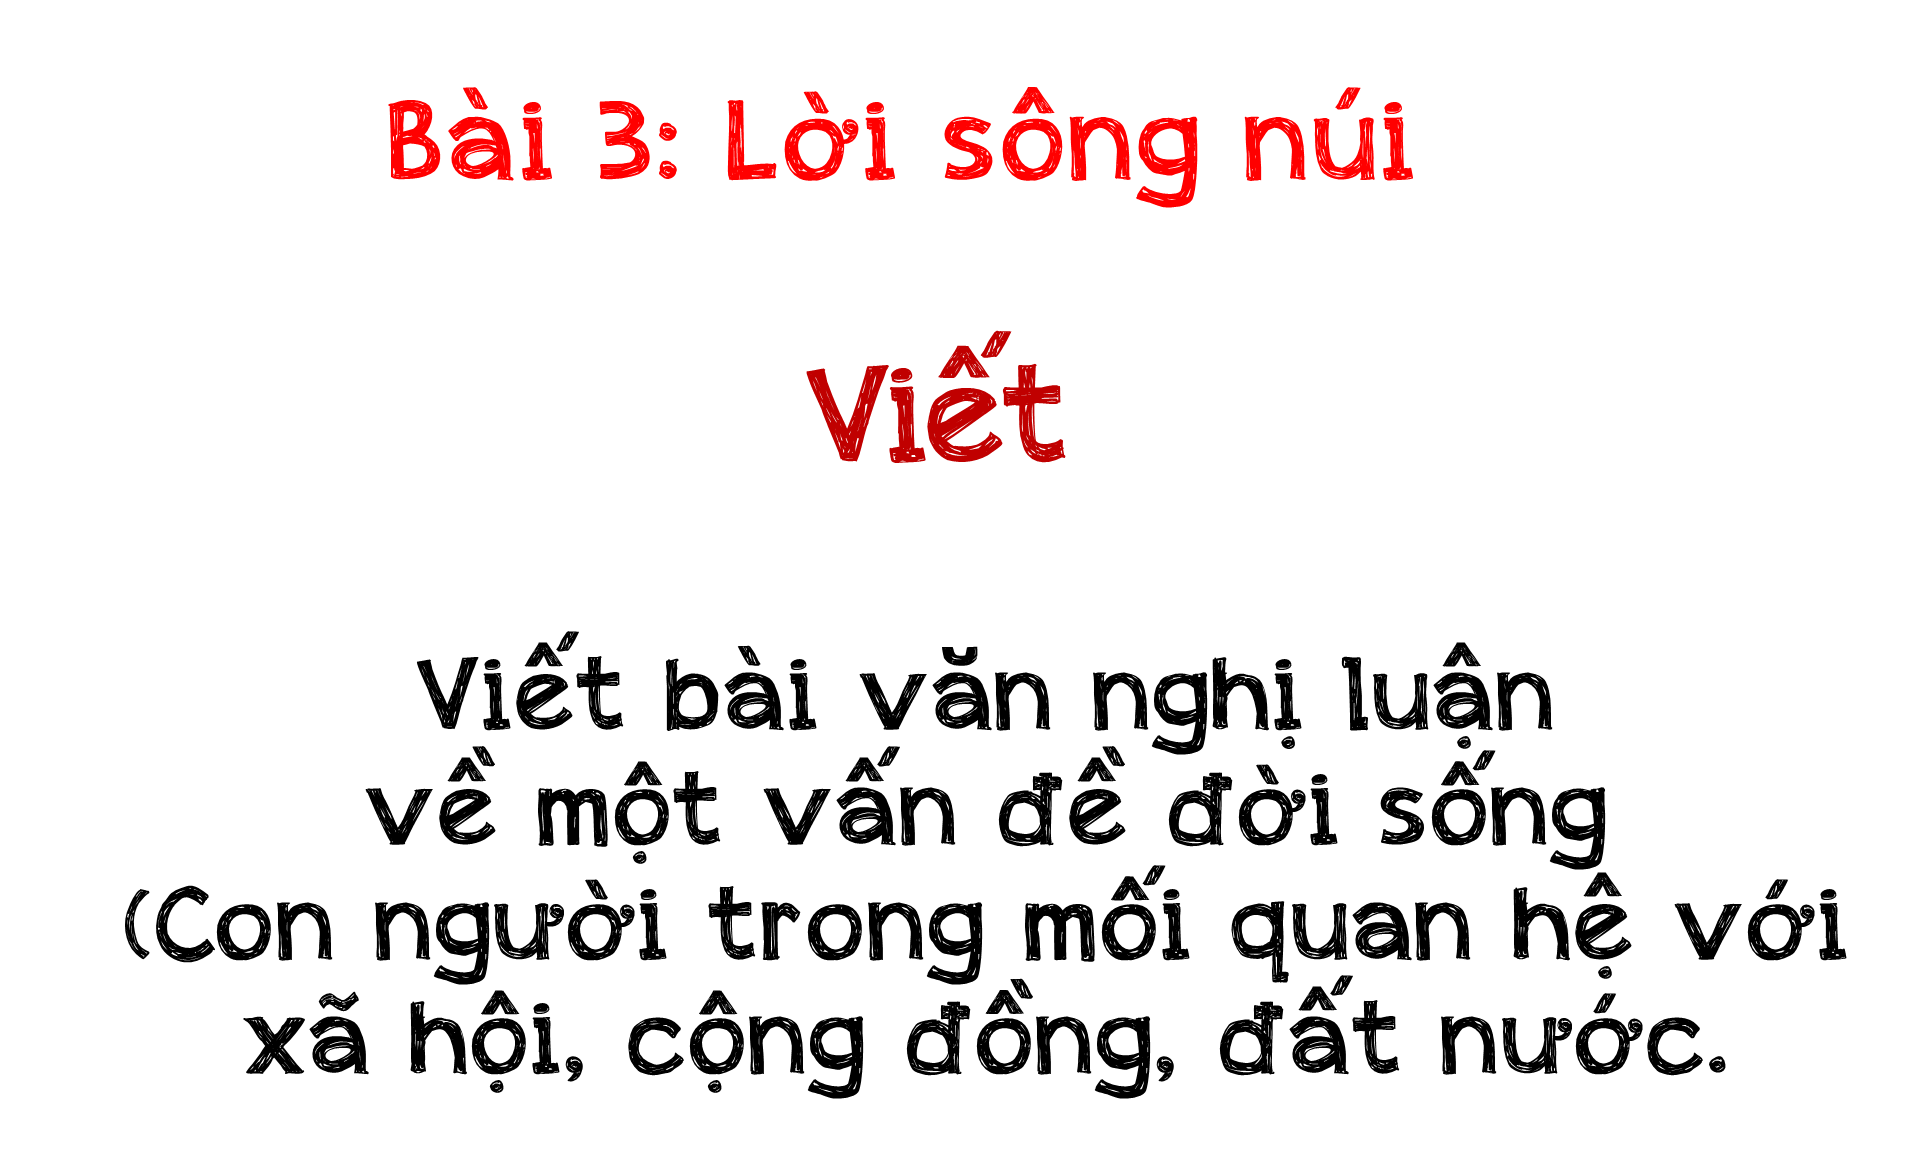 Bài 3: Lời sông núi
Viết
Viết bài văn nghị luận
về một vấn đề đời sống
(Con người trong mối quan hệ với
xã hội, cộng đồng, đất nước.